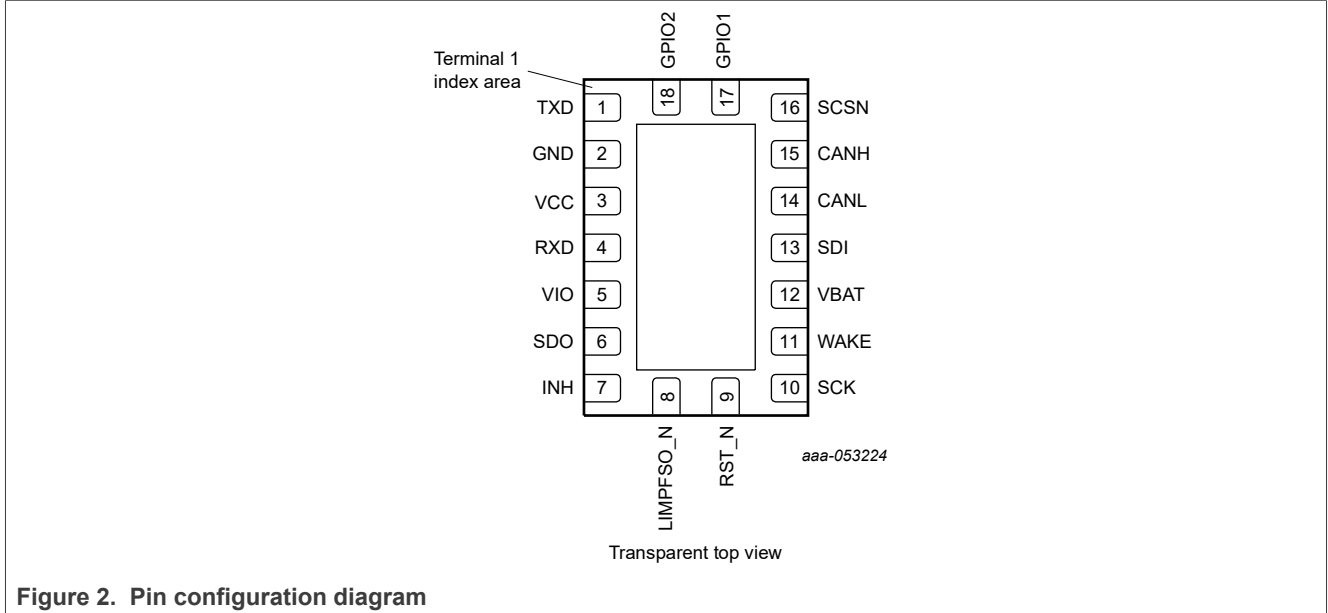 GPIO2
GPIO1
Terminal 1
index area
18
17
TXD 1
16 SCSN
GND 2
15 CANH
VCC 3
14 CANL
RXD 4
13 SDI
VIO 5
12 VBAT
SDO 6
11 WAKE
INH 7
10 SCK
8
9
LIMPFSO_N
RST_N
aaa-053224
Transparent top view
Figure 2. Pin configuration diagram